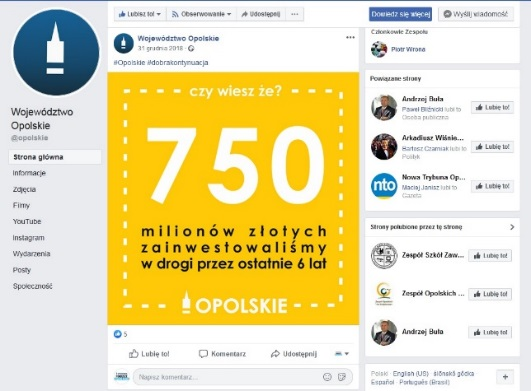 Lubisz to!
Obserwowanie
Udostępnij
Dowiedz się więcej
Wyślij wiadomość
Województwo Opolskie
@opolskie
Strona główna
Informacje
Zdjęcia
Firmy
YouTube
Instagram
Wydarzenia
Posty
Społeczność
Województwo Opolskie
31 grudnia 2018
#Opolskie #dobrakontynuacja
czy wiesz że?
750
milionów złotych
zainwestowaliśmy
w drogi przez ostatnie 6 lat
OPOLSKIE
5
Lubię to!
Komentarz
Udostępnij
Napisz komentarz...
Członkowie Zespołu
Piotr Wrona
Powiązane strony
Andrzej Buła
Paweł Bliźnicki lubi to
Osoba publiczna
Lubię to!
Arkadiusz Wiśnie...
Bartosz Czarniak lubi to
Polityk
Lubię to!
nto
Nowa Trybuna Op...
Maciej Janisz lubi to
Gazeta
Lubię to!
Strony polubione przez tę stronę
Zespół Szkół Zaw...
Lubię to!
Zespół Opolskich ...
Lubię to!
Andrzej Buła
Lubię to!
Polski · English (US) · ślōnskŏ gŏdka ·
Español · Português (Brasil)